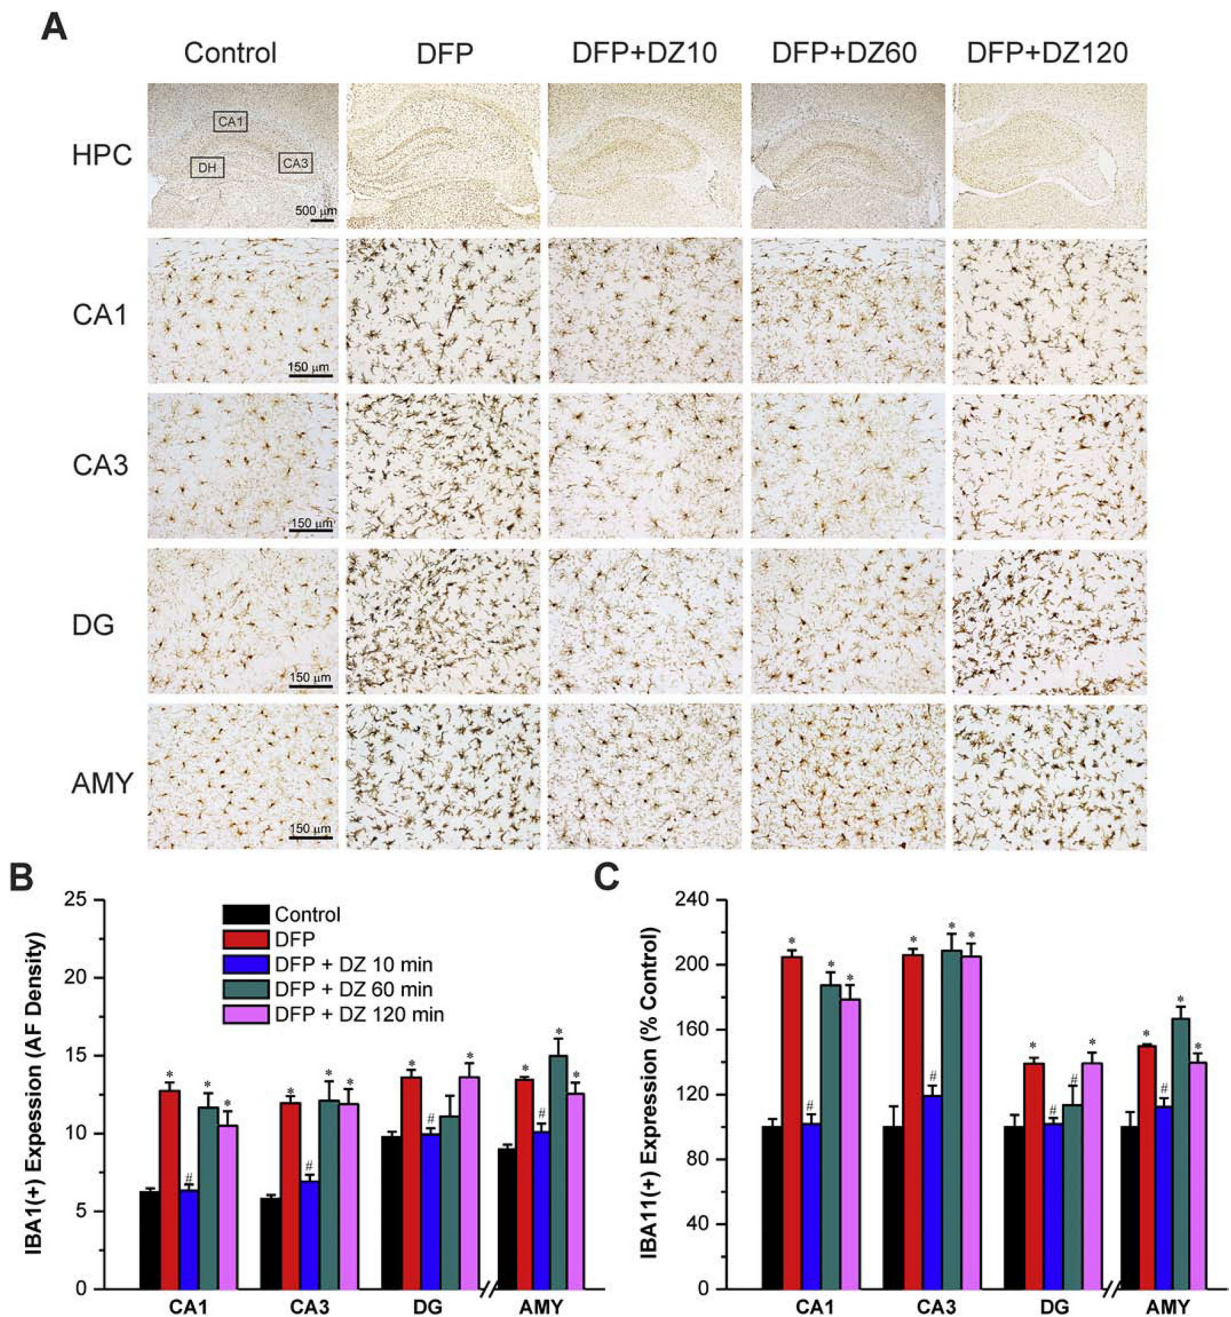 A
Control DFP DFP+DZ10 DFP+DZ60 DFP+DZ120
HPC
CA1
DH
CA3
500 µm
CA1
150 µm
CA3
150 µm
DG
150 µm
AMY
150 µm
B
IBA1(+) Expession (AF Density)
25
20
15
10
5
0
Control
DFP
DFP + DZ 10 min
DFP + DZ 60 min
DFP + DZ 120 min
* # * *
* # * *
* # *
* # * *
CA1 CA3 DG AMY
C
IBA11(+) Expression (% Control)
240
200
160
120
80
40
0
* # * *
* # * *
* # # *
* # * *
CA1 CA3 DG AMY